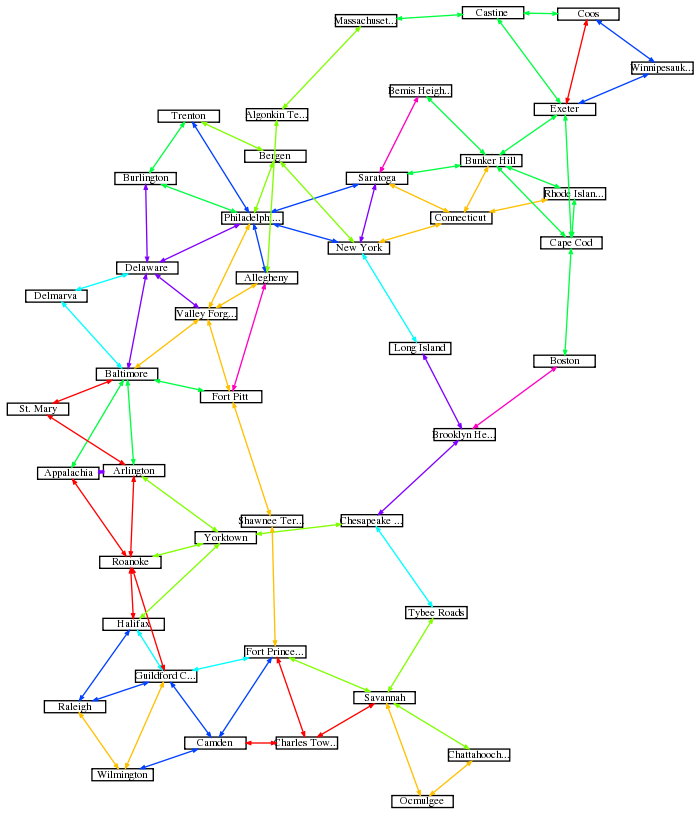 Castine
Coos
Massachuset...
Winnipesauk...
Bemis Heigh...
Exeter
Trenton
Algonkin Te...
Bergen
Bunker Hill
Burlington
Saratoga
Rhode Islan...
Philadelph ...
Connecticut
New York
Cape Cod
Delaware
Allegheny
Delmarva
Valley Forg...
Long Island
Boston
Baltimore
Fort Pitt
St. Mary
Brooklyn He...
Appalachia
Arlington
Shawnee Ter...
Chesapeake ...
Yorktown
Roanoke
Tybee Roads
Halifax
Fort Prince...
Guildford C...
Savannah
Raleigh
Camden
Charles Tow...
Chattahooch...
Wilmington
Ocmulgee